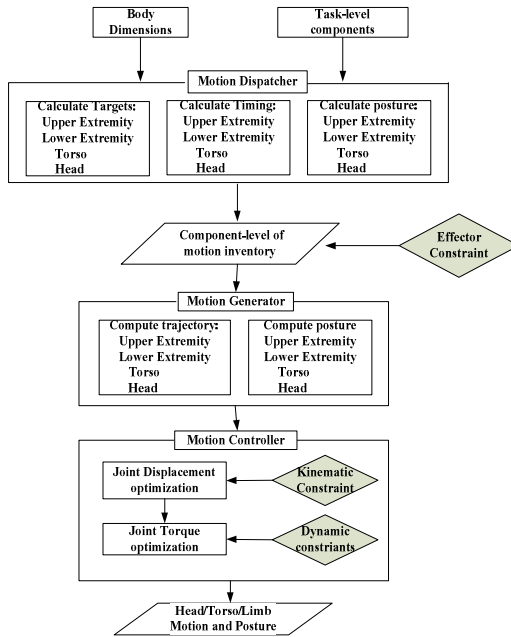 Body
Dimensions
Task-level
components
Motion Dispatcher
Calculate Targets:
Upper Extremity
Lower Extremity
Torso
Head
Calculate Timing:
Upper Extremity
Lower Extremity
Torso
Head
Calculate posture:
Upper Extremity
Lower Extremity
Torso
Head
Component-level of
motion inventory
Effector
Constraint
Motion Generator
Compute trajectory:
Upper Extremity
Lower Extremity
Torso
Head
Compute posture
Upper Extremity
Lower Extremity
Torso
Head
Motion Controller
Joint Displacement
optimization
Kinematic
Constraint
Joint Torque
optimization
Dynamic
constriants
Head/Torso/Limb
Motion and Posture